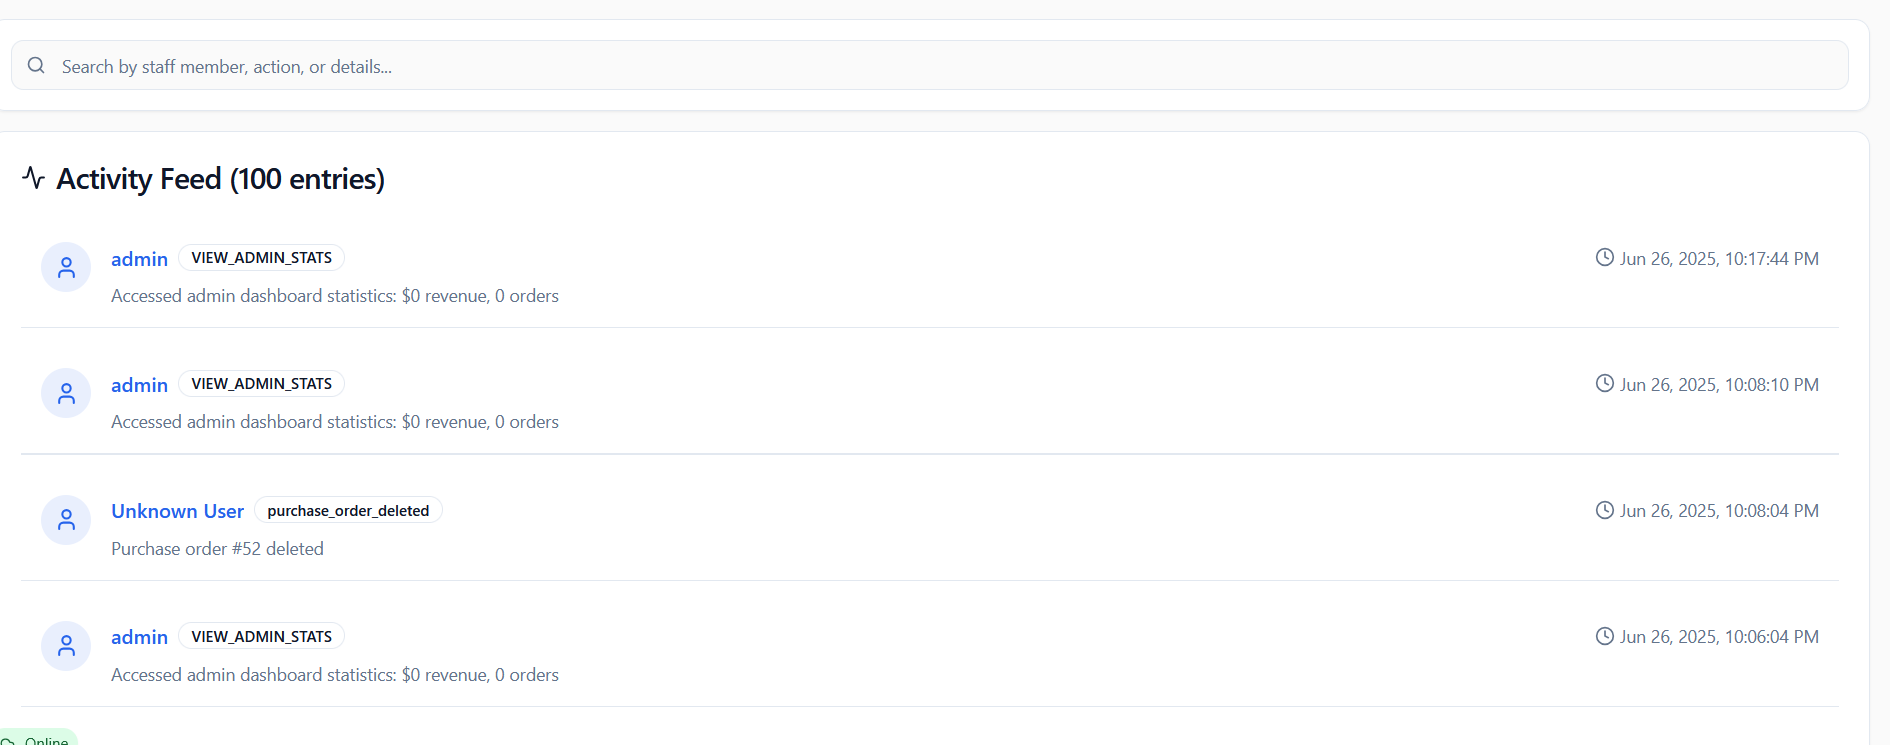 Search by staff member, action, or details...
Activity Feed (100 entries)
admin VIEW_ADMIN_STATS Jun 26, 2025, 10:17:44 PM
Accessed admin dashboard statistics: $0 revenue, 0 orders
admin VIEW_ADMIN_STATS Jun 26, 2025, 10:08:10 PM
Accessed admin dashboard statistics: $0 revenue, 0 orders
Unknown User purchase_order_deleted Jun 26, 2025, 10:08:04 PM
Purchase order #52 deleted
admin VIEW_ADMIN_STATS Jun 26, 2025, 10:06:04 PM
Accessed admin dashboard statistics: $0 revenue, 0 orders
Online